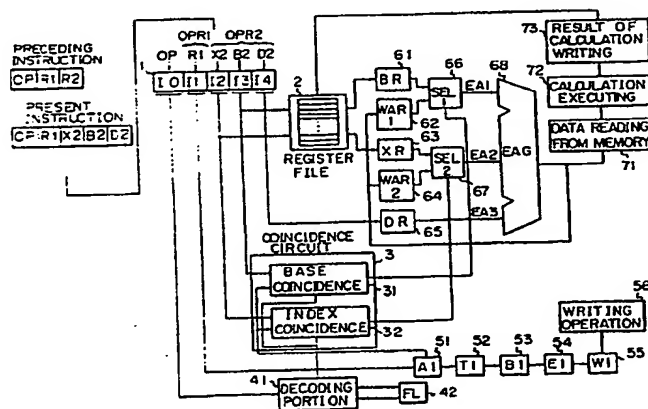 OPR1 OPR2
OP R1 X2 B2 D2
1
I0 I1 I2 I3 I4
PRECEDING
INSTRUCTION
OP R1 R2
PRESENT
INSTRUCTION
OP R1 X2 B2 D2
2
REGISTER
FILE
61
BR
WAR
1
62
63
XR
WAR
2
64
DR
65
66
SEL
1
SEL
2
67
EA1
EA2
EA3
68
EAG
73
RESULT OF
CALCULATION
WRITING
72
CALCULATION
EXECUTING
DATA READING
FROM MEMORY
71
COINCIDENCE
CIRCUIT
3
BASE
COINCIDENCE
31
INDEX
COINCIDENCE
32
41
DECODING
PORTION
FL
42
51
A1
52
T1
53
B1
54
E1
W1
55
56
WRITING
OPERATION